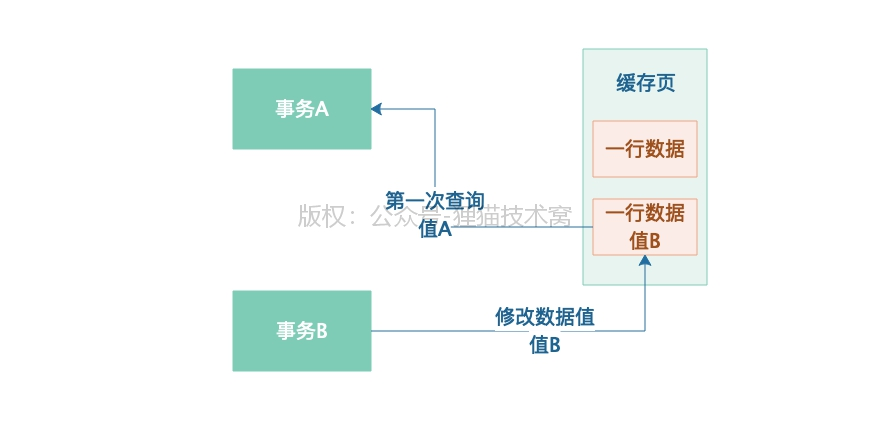 缓存页
事务A
一行数据
第一次查询
值A
版权：公众号-狸猫技术窝
一行数据
值B
事务B
修改数据值
值B